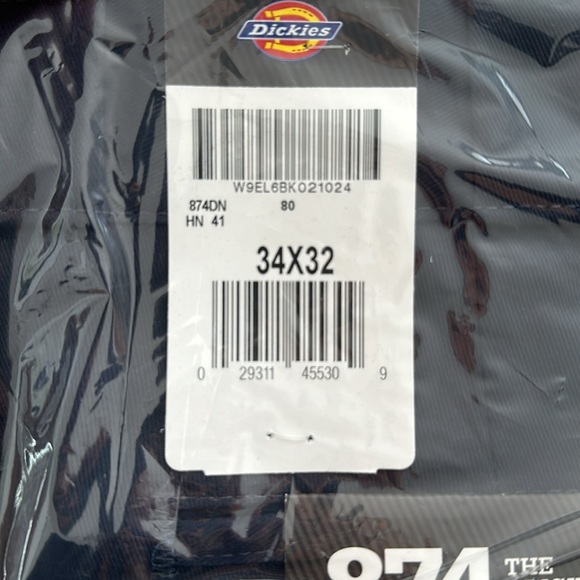 Dickies
W9EL6BK021024
874DN 80
HN 41
34X32
0 29311 45530 9
874 THE